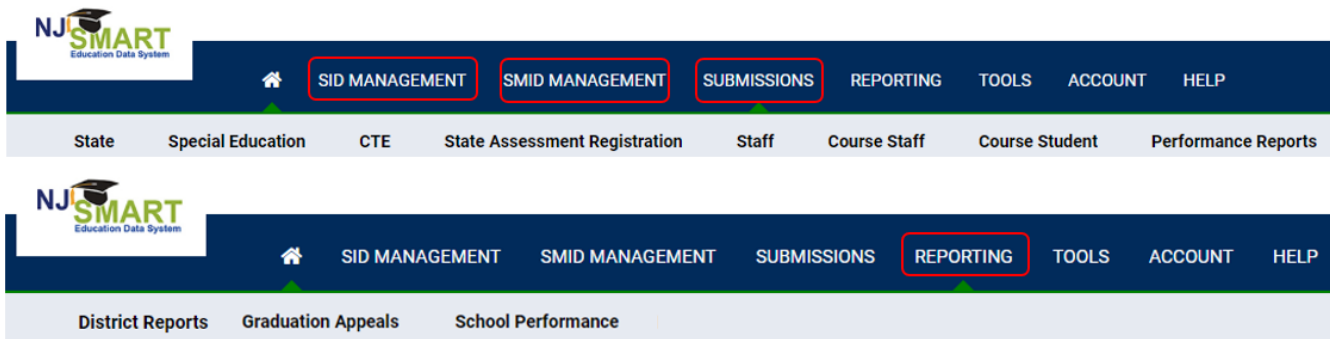 NJ SMART
Education Data System
SID MANAGEMENT SMID MANAGEMENT SUBMISSIONS REPORTING TOOLS ACCOUNT HELP
State Special Education CTE State Assessment Registration Staff Course Staff Course Student Performance Reports
NJ SMART
Education Data System
SID MANAGEMENT SMID MANAGEMENT SUBMISSIONS REPORTING TOOLS ACCOUNT HELP
District Reports Graduation Appeals School Performance